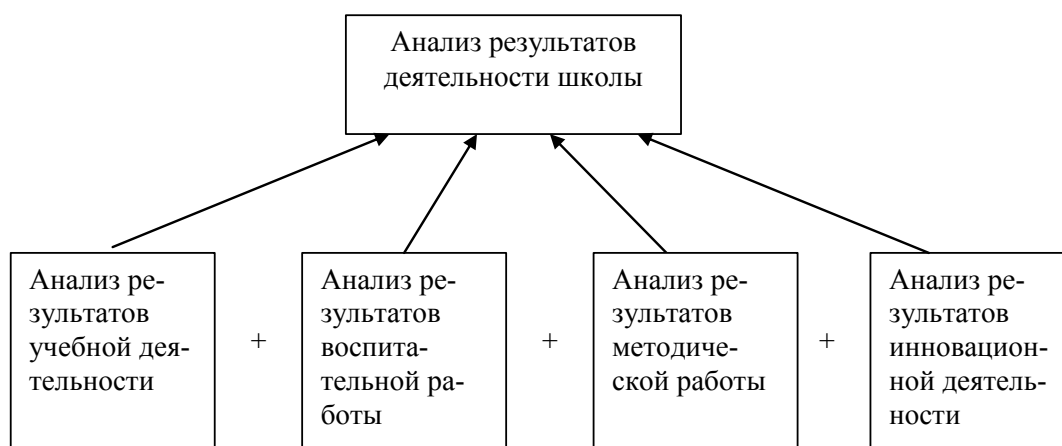 Анализ результатов
деятельности школы
Анализ ре-
зультатов
учебной дея-
тельности
+
Анализ ре-
зультатов
воспита-
тельной ра-
боты
+
Анализ ре-
зультатов
методиче-
ской работы
+
Анализ ре-
зультатов
инновацион-
ной деятель-
ности